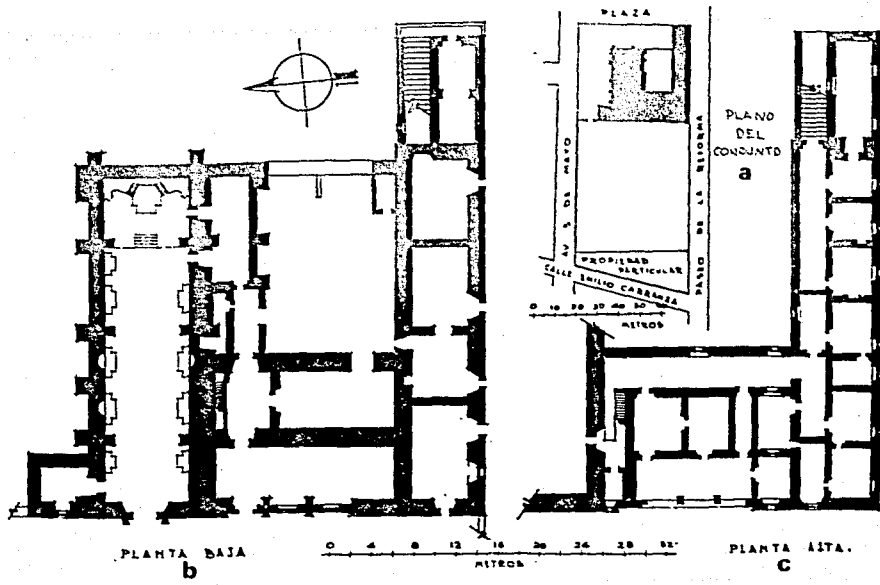 PLAZA
PLANO
DEL
CONJUNTO
a
AV. 5 DE MAYO
PASEO DE LA REFORMA
PROPIEDAD
PARTICULAR
CALLE EMILIO CARRANZA
0 10 20 30 40 50
METROS
PLANTA BAJA
b
0 4 8 12 16 20 24 28 32
METROS
PLANTA ALTA.
c